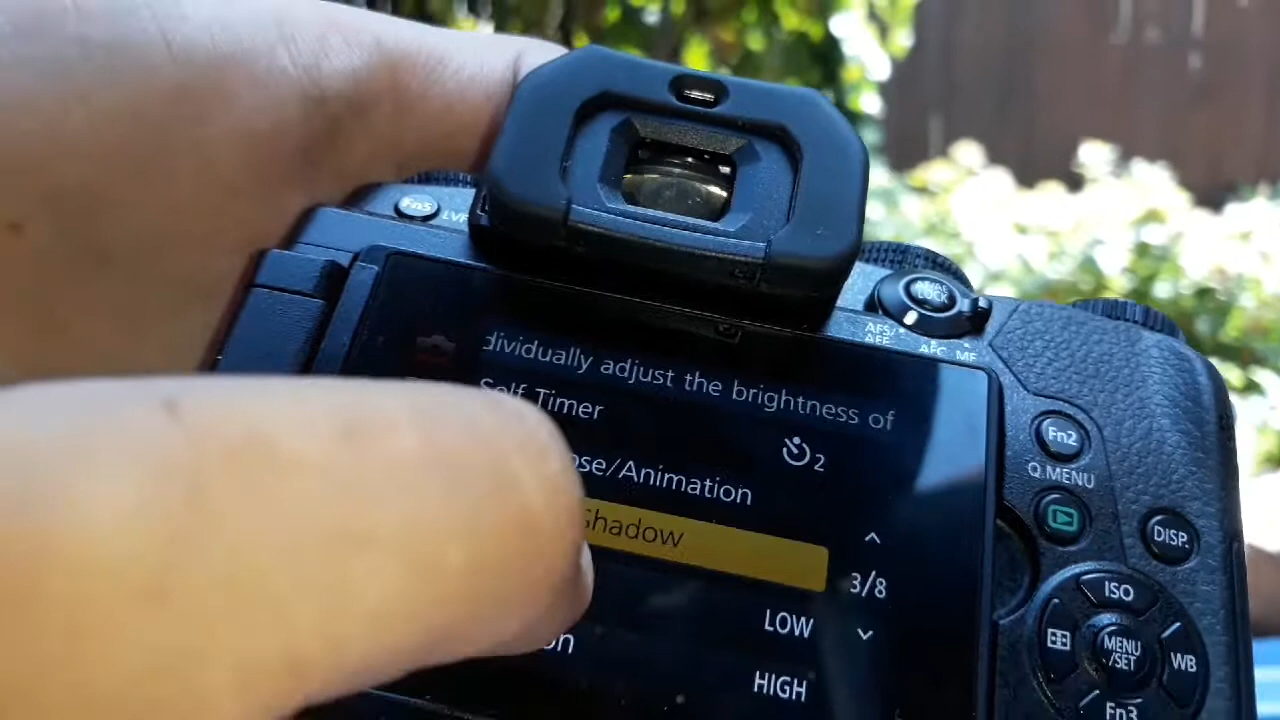 Fn5 LVF
AF/AE
LOCK
AFS/
AFF AFC MF
dividually adjust the brightness of
Self Timer
2
ose/Animation
Shadow
3/8
LOW
on
HIGH
Fn2
Q.MENU
DISP.
ISO
MENU
/SET
WB
Fn3